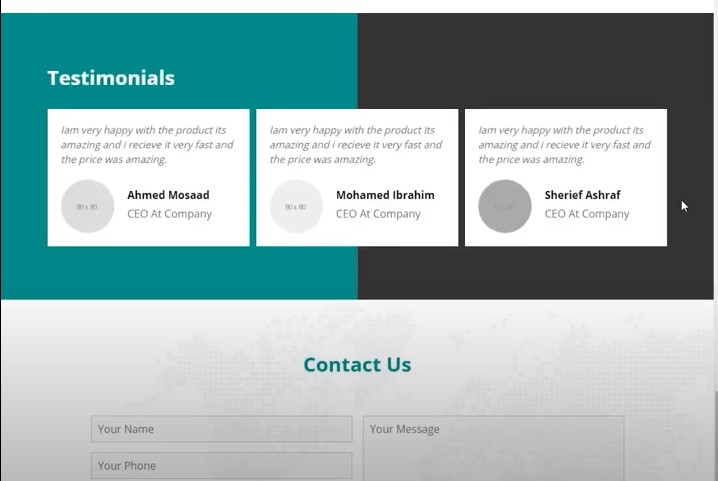 Testimonials
Iam very happy with the product its
amazing and i recieve it very fast and
the price was amazing.
80 x 80
Ahmed Mosaad
CEO At Company
Iam very happy with the product its
amazing and i recieve it very fast and
the price was amazing.
80 x 80
Mohamed Ibrahim
CEO At Company
Iam very happy with the product its
amazing and i recieve it very fast and
the price was amazing.
Sherief Ashraf
CEO At Company
Contact Us
Your Name
Your Message
Your Phone